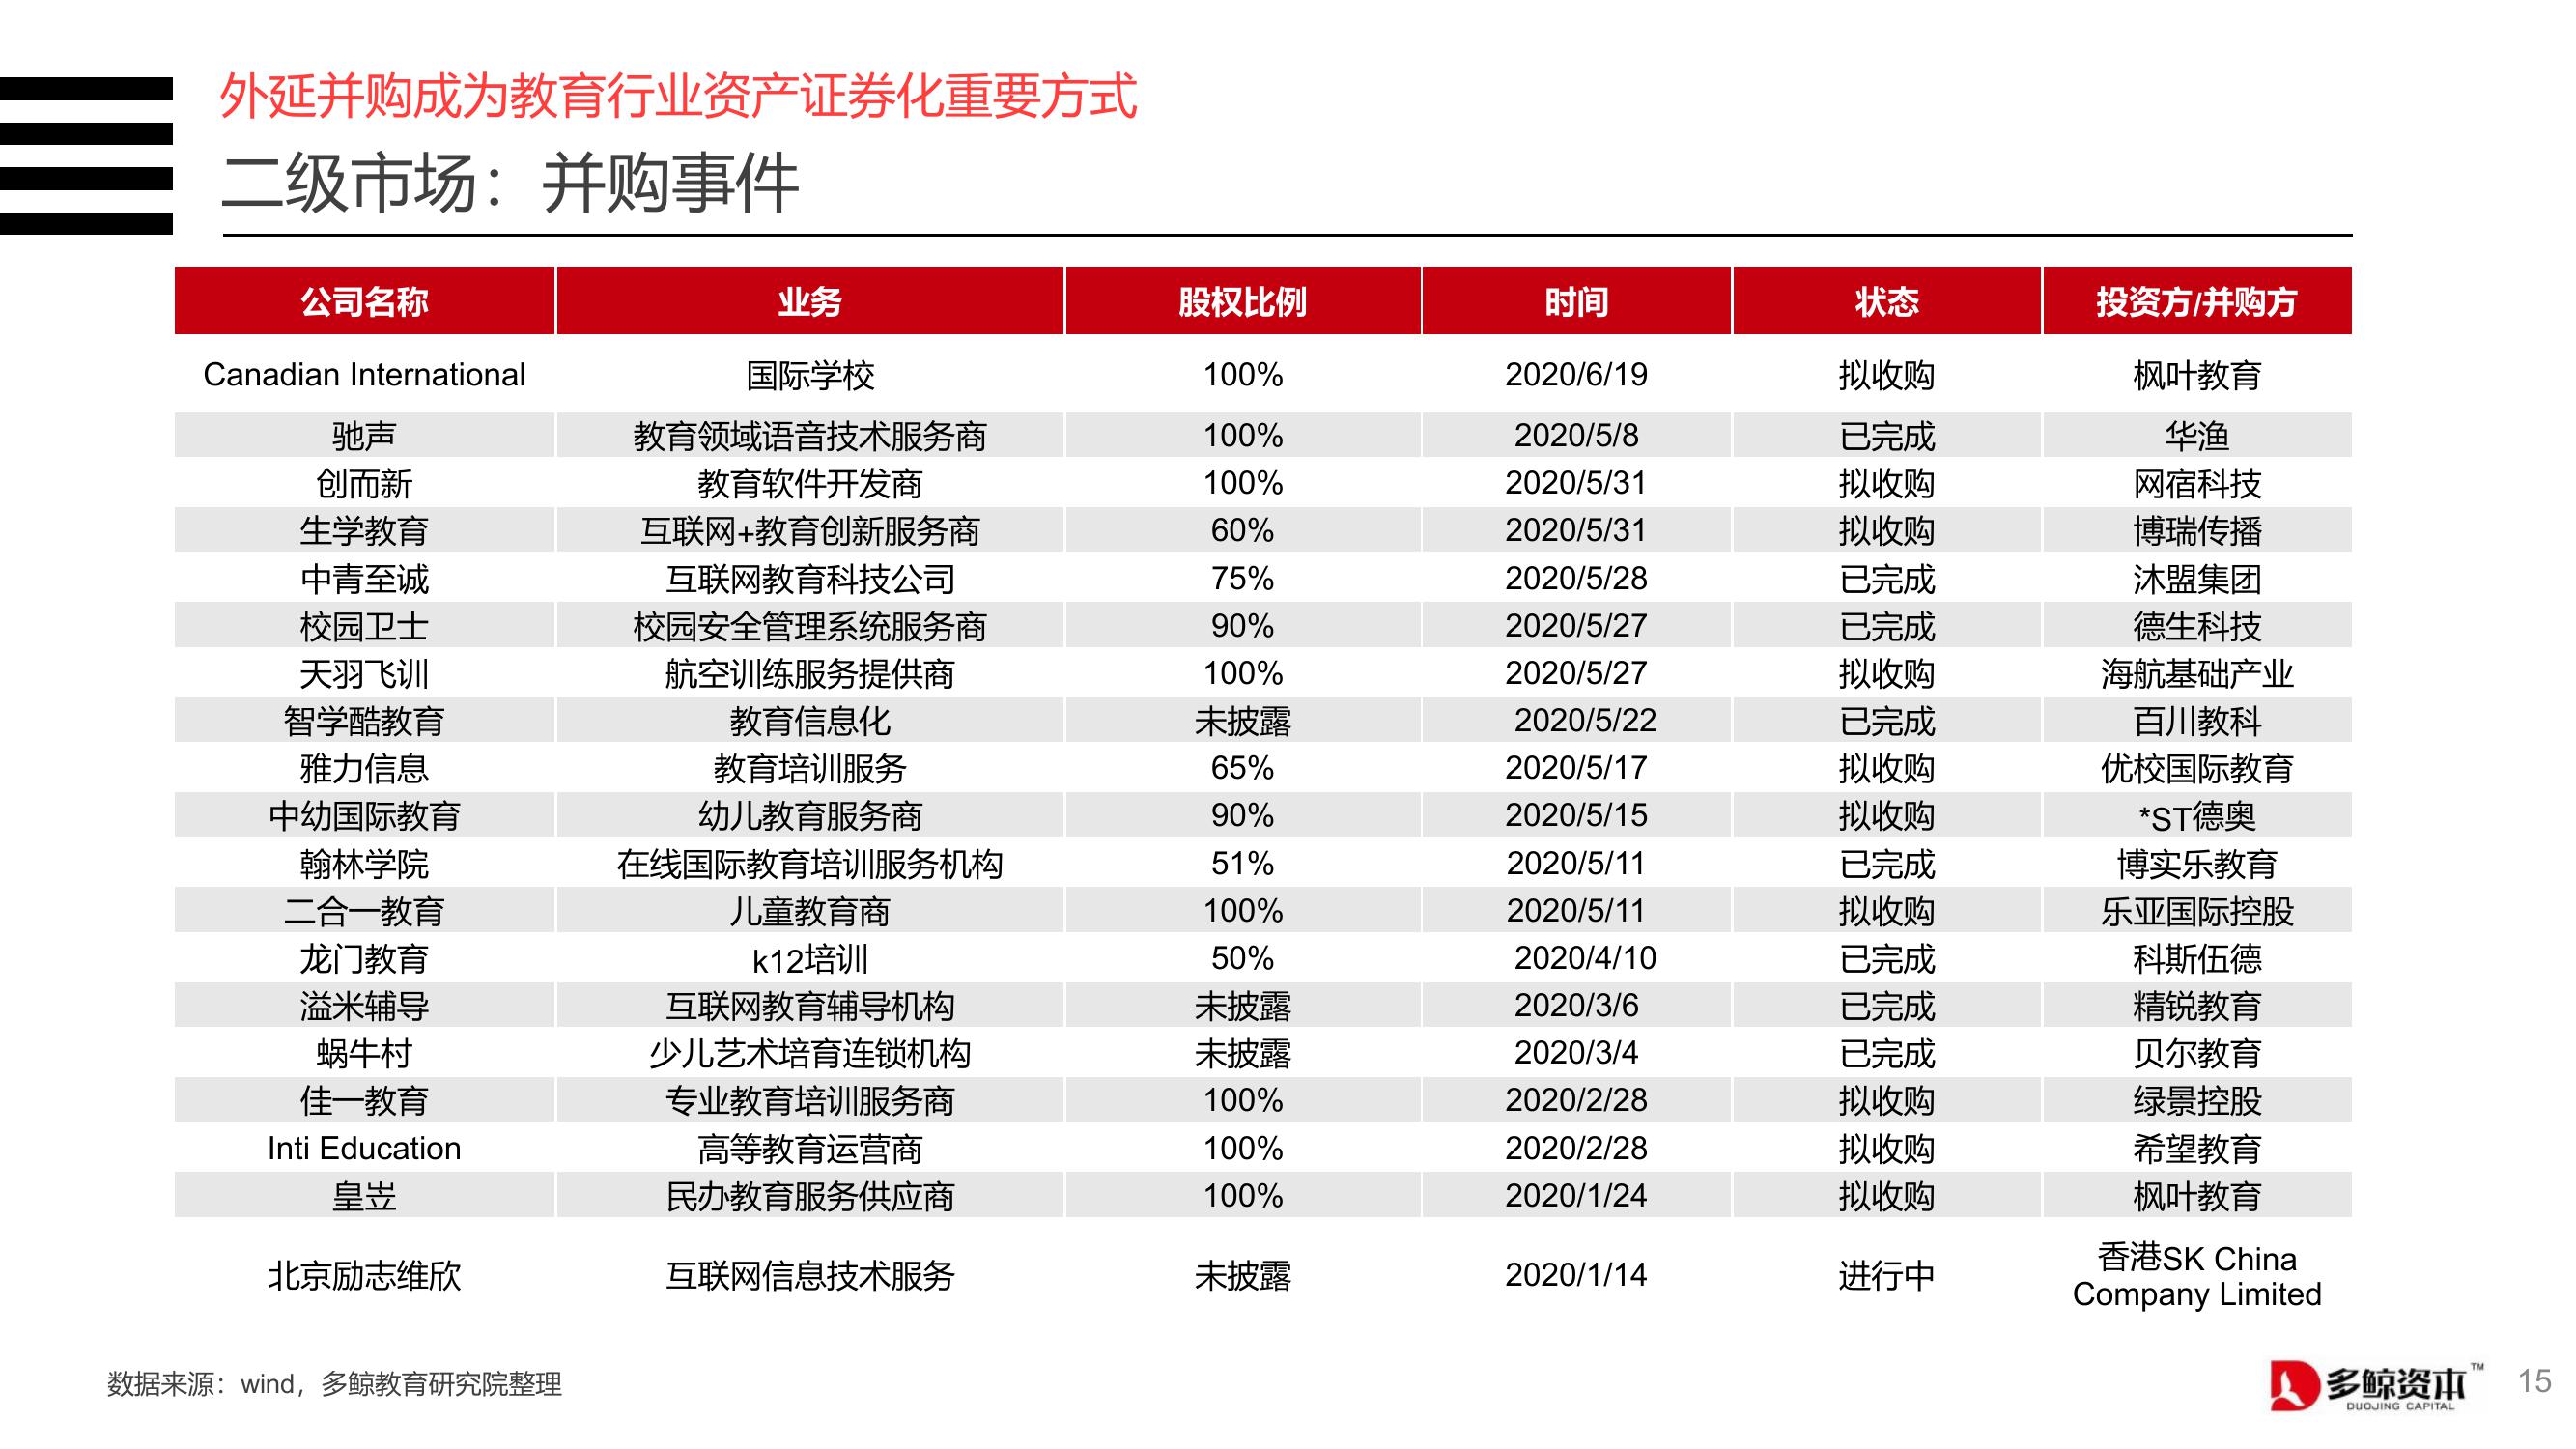 外延并购成为教育行业资产证券化重要方式
二级市场：并购事件
公司名称 业务 股权比例 时间 状态 投资方/并购方
Canadian International 国际学校 100% 2020/6/19 拟收购 枫叶教育
驰声 教育领域语音技术服务商 100% 2020/5/8 已完成 华渔
创而新 教育软件开发商 100% 2020/5/31 拟收购 网宿科技
生学教育 互联网+教育创新服务商 60% 2020/5/31 拟收购 博瑞传播
中青至诚 互联网教育科技公司 75% 2020/5/28 已完成 沐盟集团
校园卫士 校园安全管理系统服务商 90% 2020/5/27 已完成 德生科技
天羽飞训 航空训练服务提供商 100% 2020/5/27 拟收购 海航基础产业
智学酷教育 教育信息化 未披露 2020/5/22 已完成 百川教科
雅力信息 教育培训服务 65% 2020/5/17 拟收购 优校国际教育
中幼国际教育 幼儿教育服务商 90% 2020/5/15 拟收购 *ST德奥
翰林学院 在线国际教育培训服务机构 51% 2020/5/11 已完成 博实乐教育
二合一教育 儿童教育商 100% 2020/5/11 拟收购 乐亚国际控股
龙门教育 k12培训 50% 2020/4/10 已完成 科斯伍德
溢米辅导 互联网教育辅导机构 未披露 2020/3/6 已完成 精锐教育
蜗牛村 少儿艺术培育连锁机构 未披露 2020/3/4 已完成 贝尔教育
佳一教育 专业教育培训服务商 100% 2020/2/28 拟收购 绿景控股
Inti Education 高等教育运营商 100% 2020/2/28 拟收购 希望教育
皇岦 民办教育服务供应商 100% 2020/1/24 拟收购 枫叶教育
北京励志维欣 互联网信息技术服务 未披露 2020/1/14 进行中 香港SK China
Company Limited
数据来源：wind，多鲸教育研究院整理
多鲸资本™
DUOJING CAPITAL
15